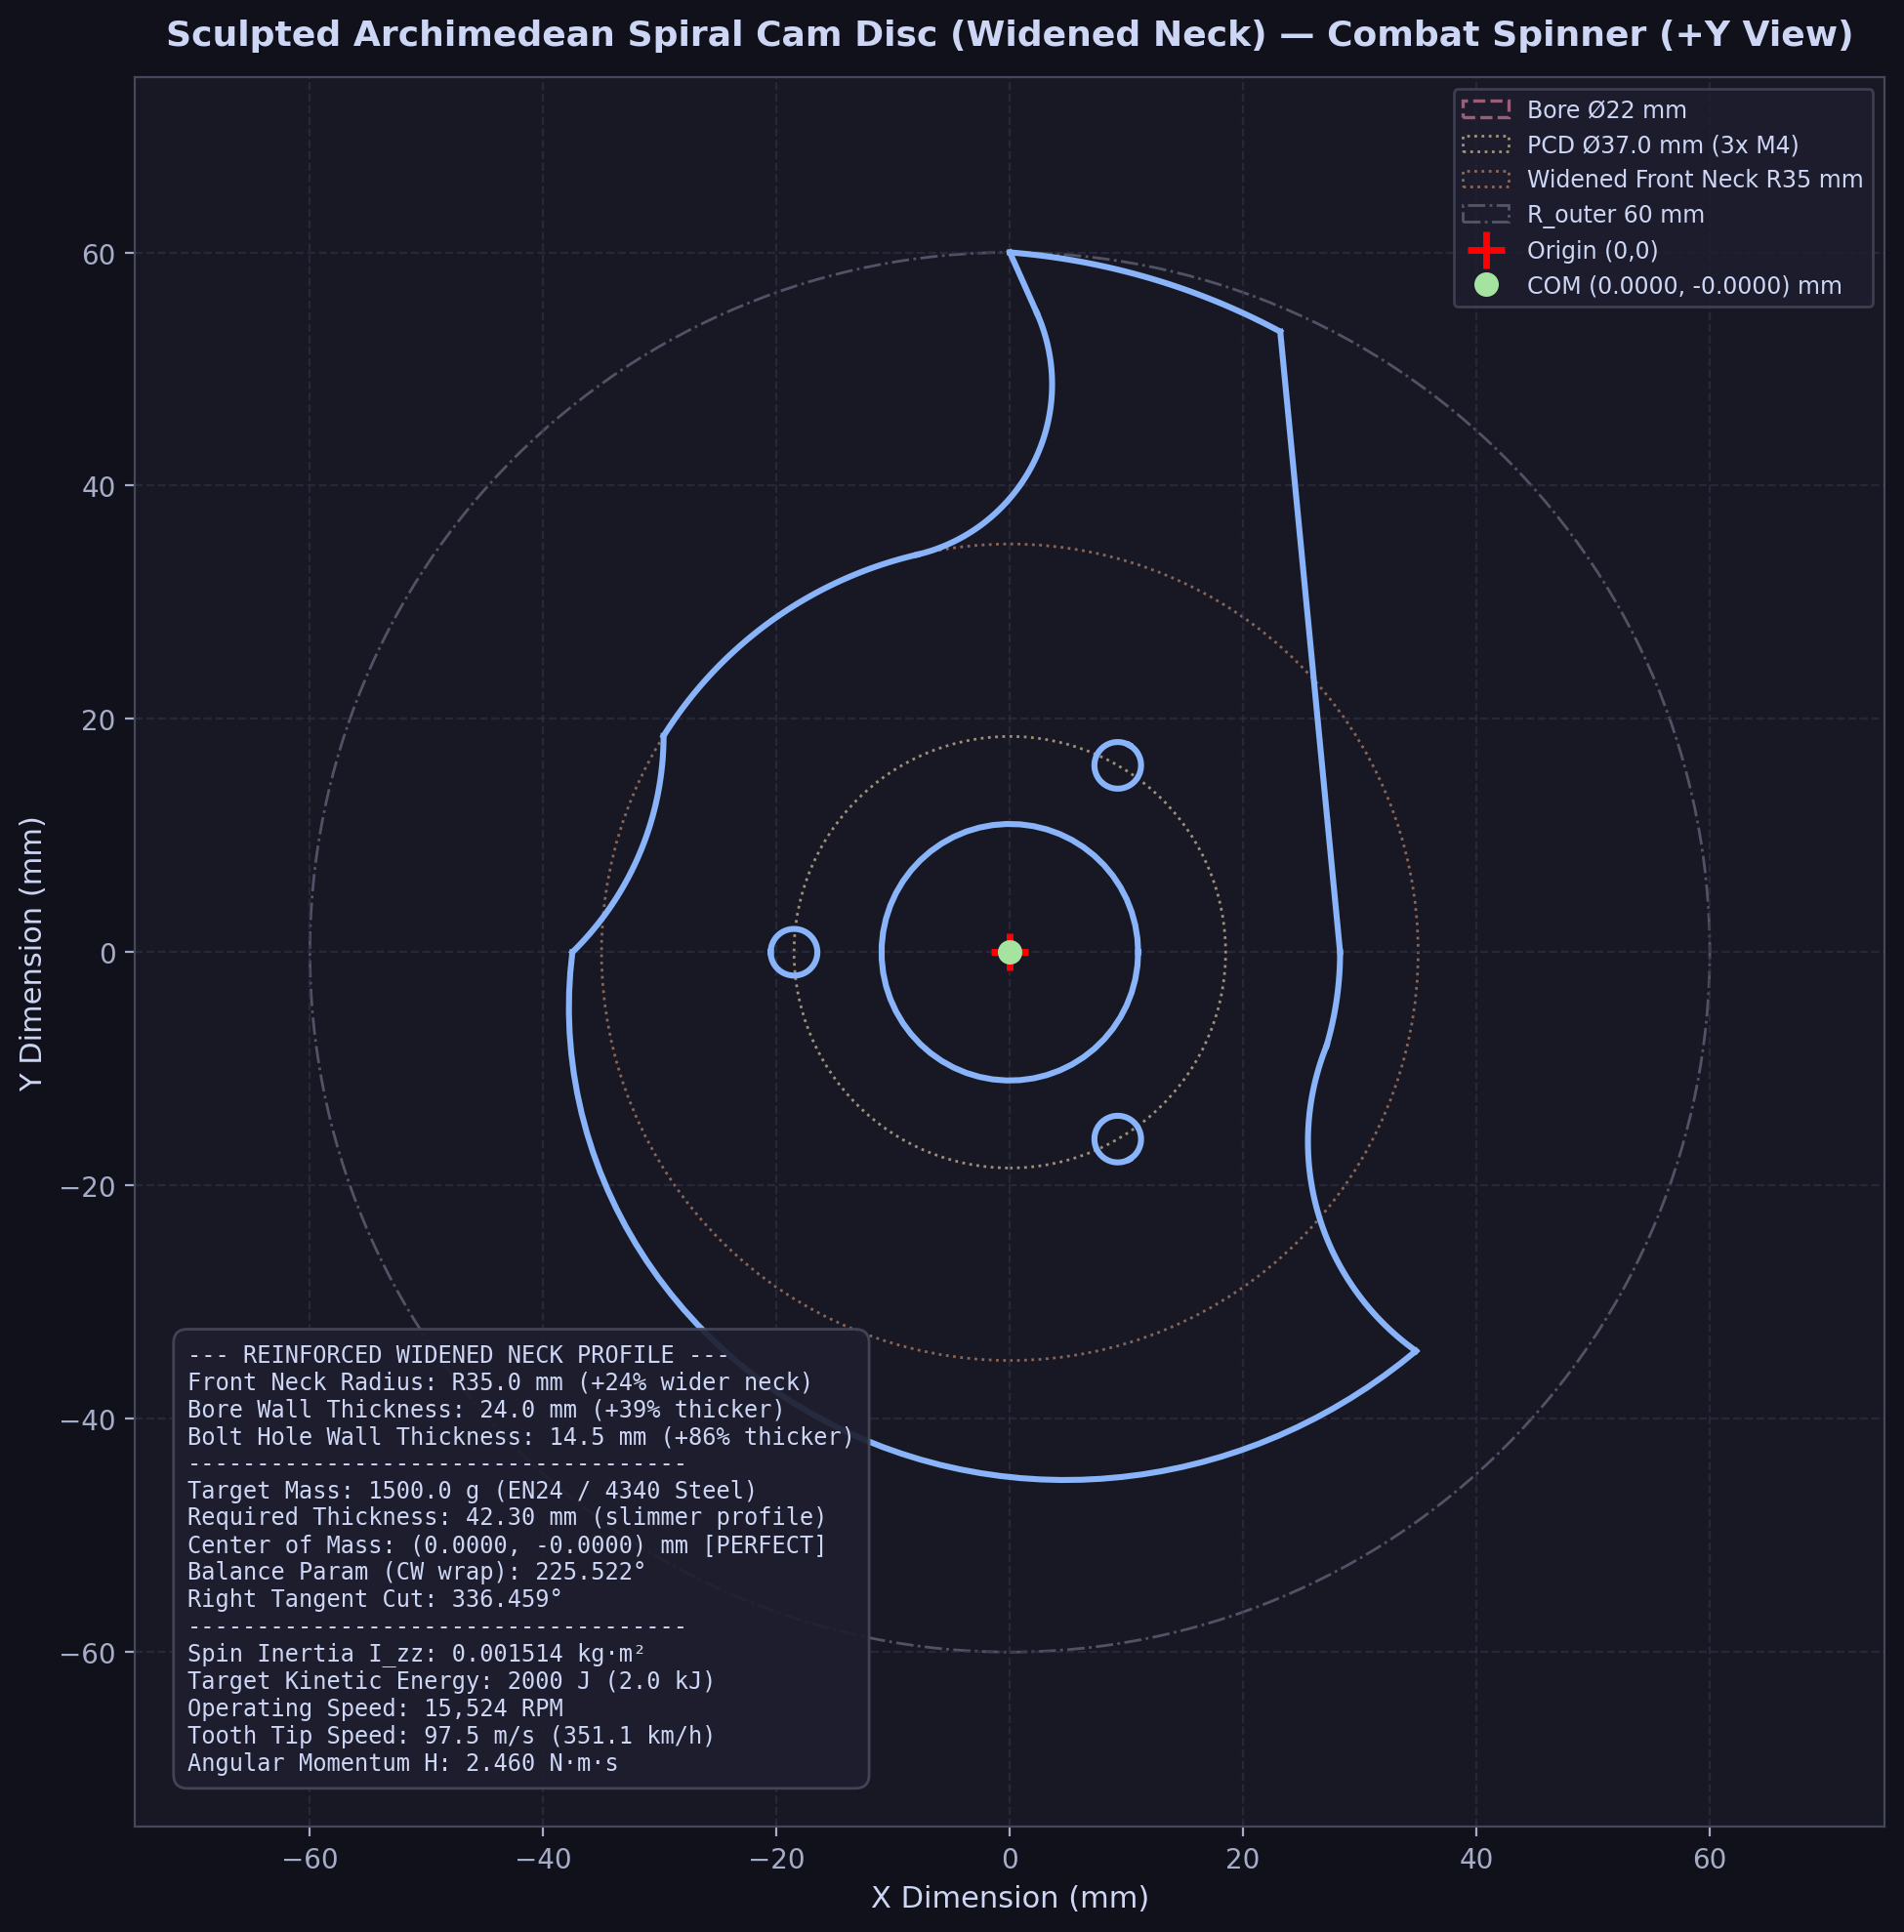 Sculpted Archimedean Spiral Cam Disc (Widened Neck) — Combat Spinner (+Y View)
Bore Ø22 mm
PCD Ø37.0 mm (3x M4)
Widened Front Neck R35 mm
R_outer 60 mm
Origin (0,0)
COM (0.0000, -0.0000) mm
60
40
20
0
−20
−40
−60
Y Dimension (mm)
--- REINFORCED WIDENED NECK PROFILE ---
Front Neck Radius: R35.0 mm (+24% wider neck)
Bore Wall Thickness: 24.0 mm (+39% thicker)
Bolt Hole Wall Thickness: 14.5 mm (+86% thicker)
------------------------------------
Target Mass: 1500.0 g (EN24 / 4340 Steel)
Required Thickness: 42.30 mm (slimmer profile)
Center of Mass: (0.0000, -0.0000) mm [PERFECT]
Balance Param (CW wrap): 225.522°
Right Tangent Cut: 336.459°
------------------------------------
Spin Inertia I_zz: 0.001514 kg·m²
Target Kinetic Energy: 2000 J (2.0 kJ)
Operating Speed: 15,524 RPM
Tooth Tip Speed: 97.5 m/s (351.1 km/h)
Angular Momentum H: 2.460 N·m·s
−60 −40 −20 0 20 40 60
X Dimension (mm)